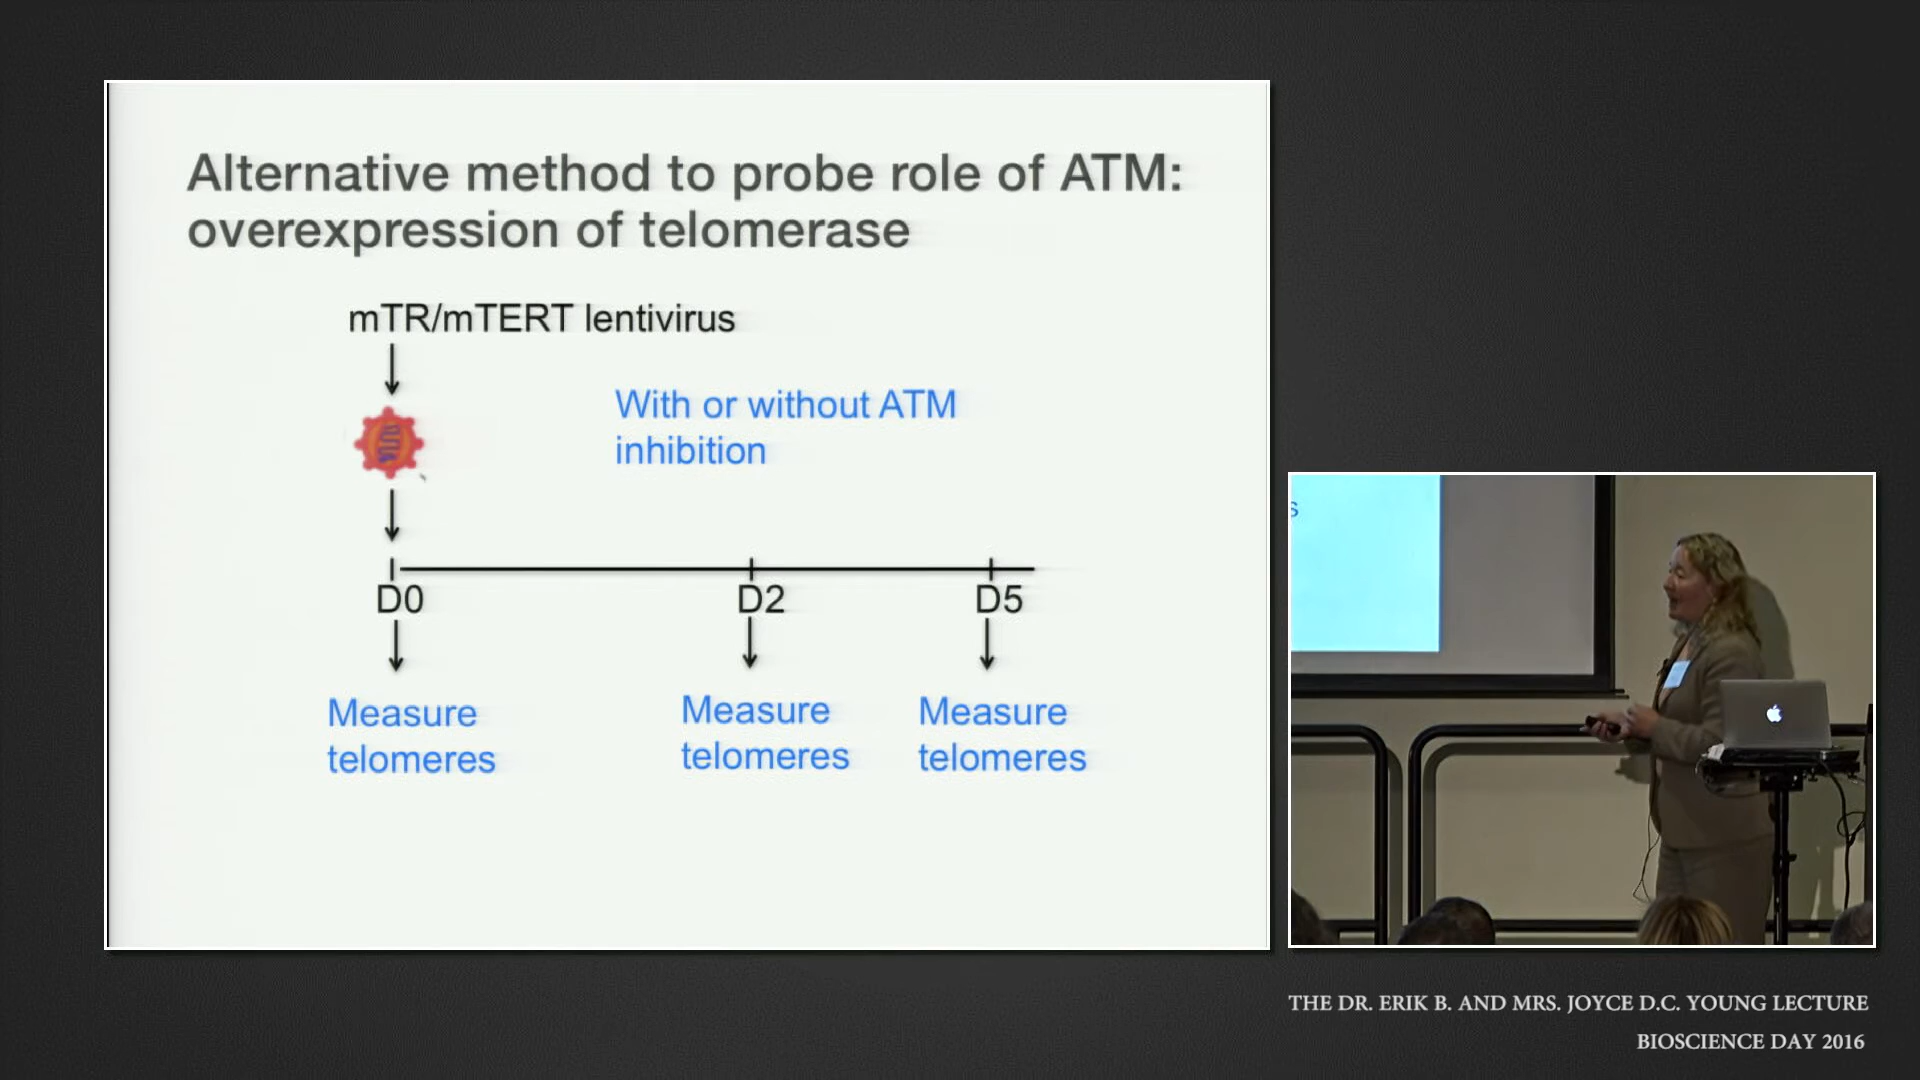 Alternative method to probe role of ATM:
overexpression of telomerase
mTR/mTERT lentivirus
With or without ATM
inhibition
D0 D2 D5
Measure Measure Measure
telomeres telomeres telomeres
s
THE DR. ERIK B. AND MRS. JOYCE D.C. YOUNG LECTURE
BIOSCIENCE DAY 2016